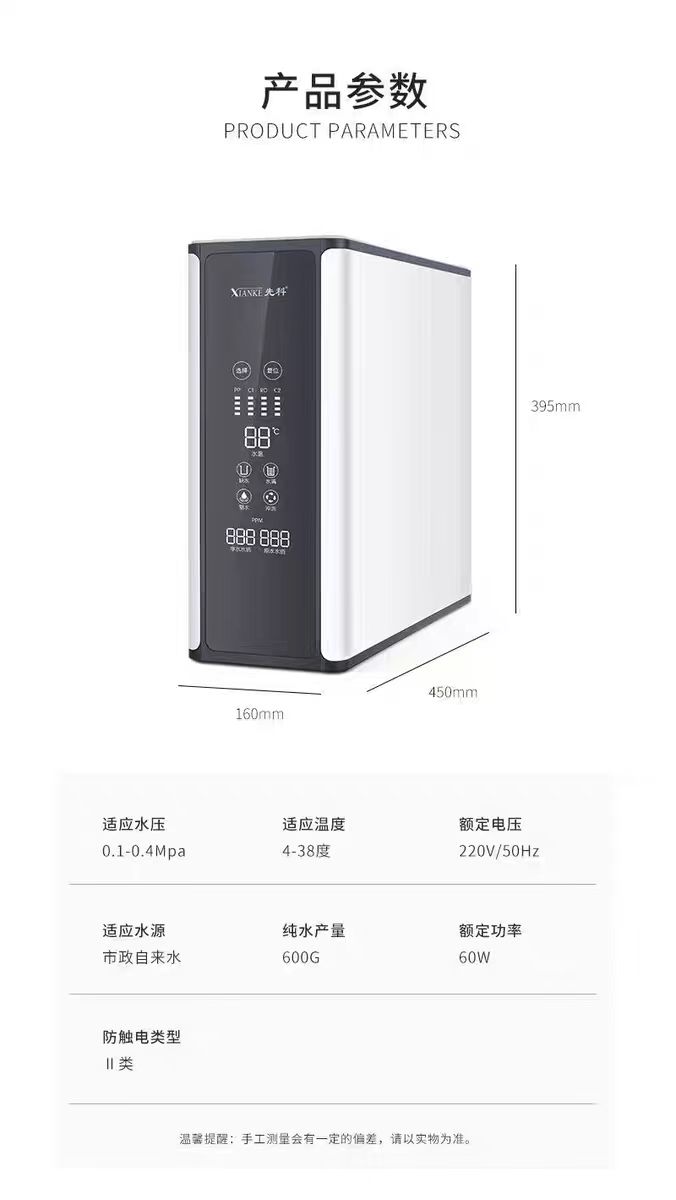 产品参数
PRODUCT PARAMETERS
XIANKE 先科®
选择 复位
PP C1 RO C2
88℃
水温
缺水 水满
制水 冲洗
PPM
888 888
净水水质 原水水质
395mm
450mm
160mm
适应水压 适应温度 额定电压
0.1-0.4Mpa 4-38度 220V/50Hz
适应水源 纯水产量 额定功率
市政自来水 600G 60W
防触电类型
II类
温馨提醒：手工测量会有一定的偏差，请以实物为准。